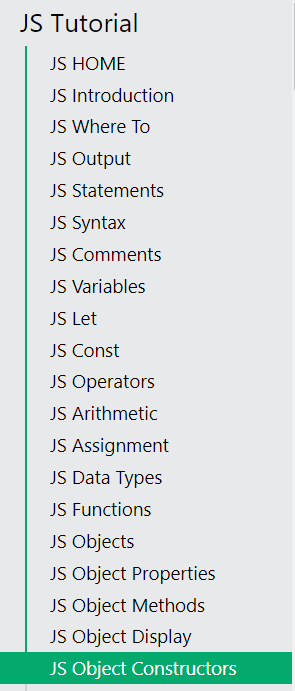 JS Tutorial
JS HOME
JS Introduction
JS Where To
JS Output
JS Statements
JS Syntax
JS Comments
JS Variables
JS Let
JS Const
JS Operators
JS Arithmetic
JS Assignment
JS Data Types
JS Functions
JS Objects
JS Object Properties
JS Object Methods
JS Object Display
JS Object Constructors